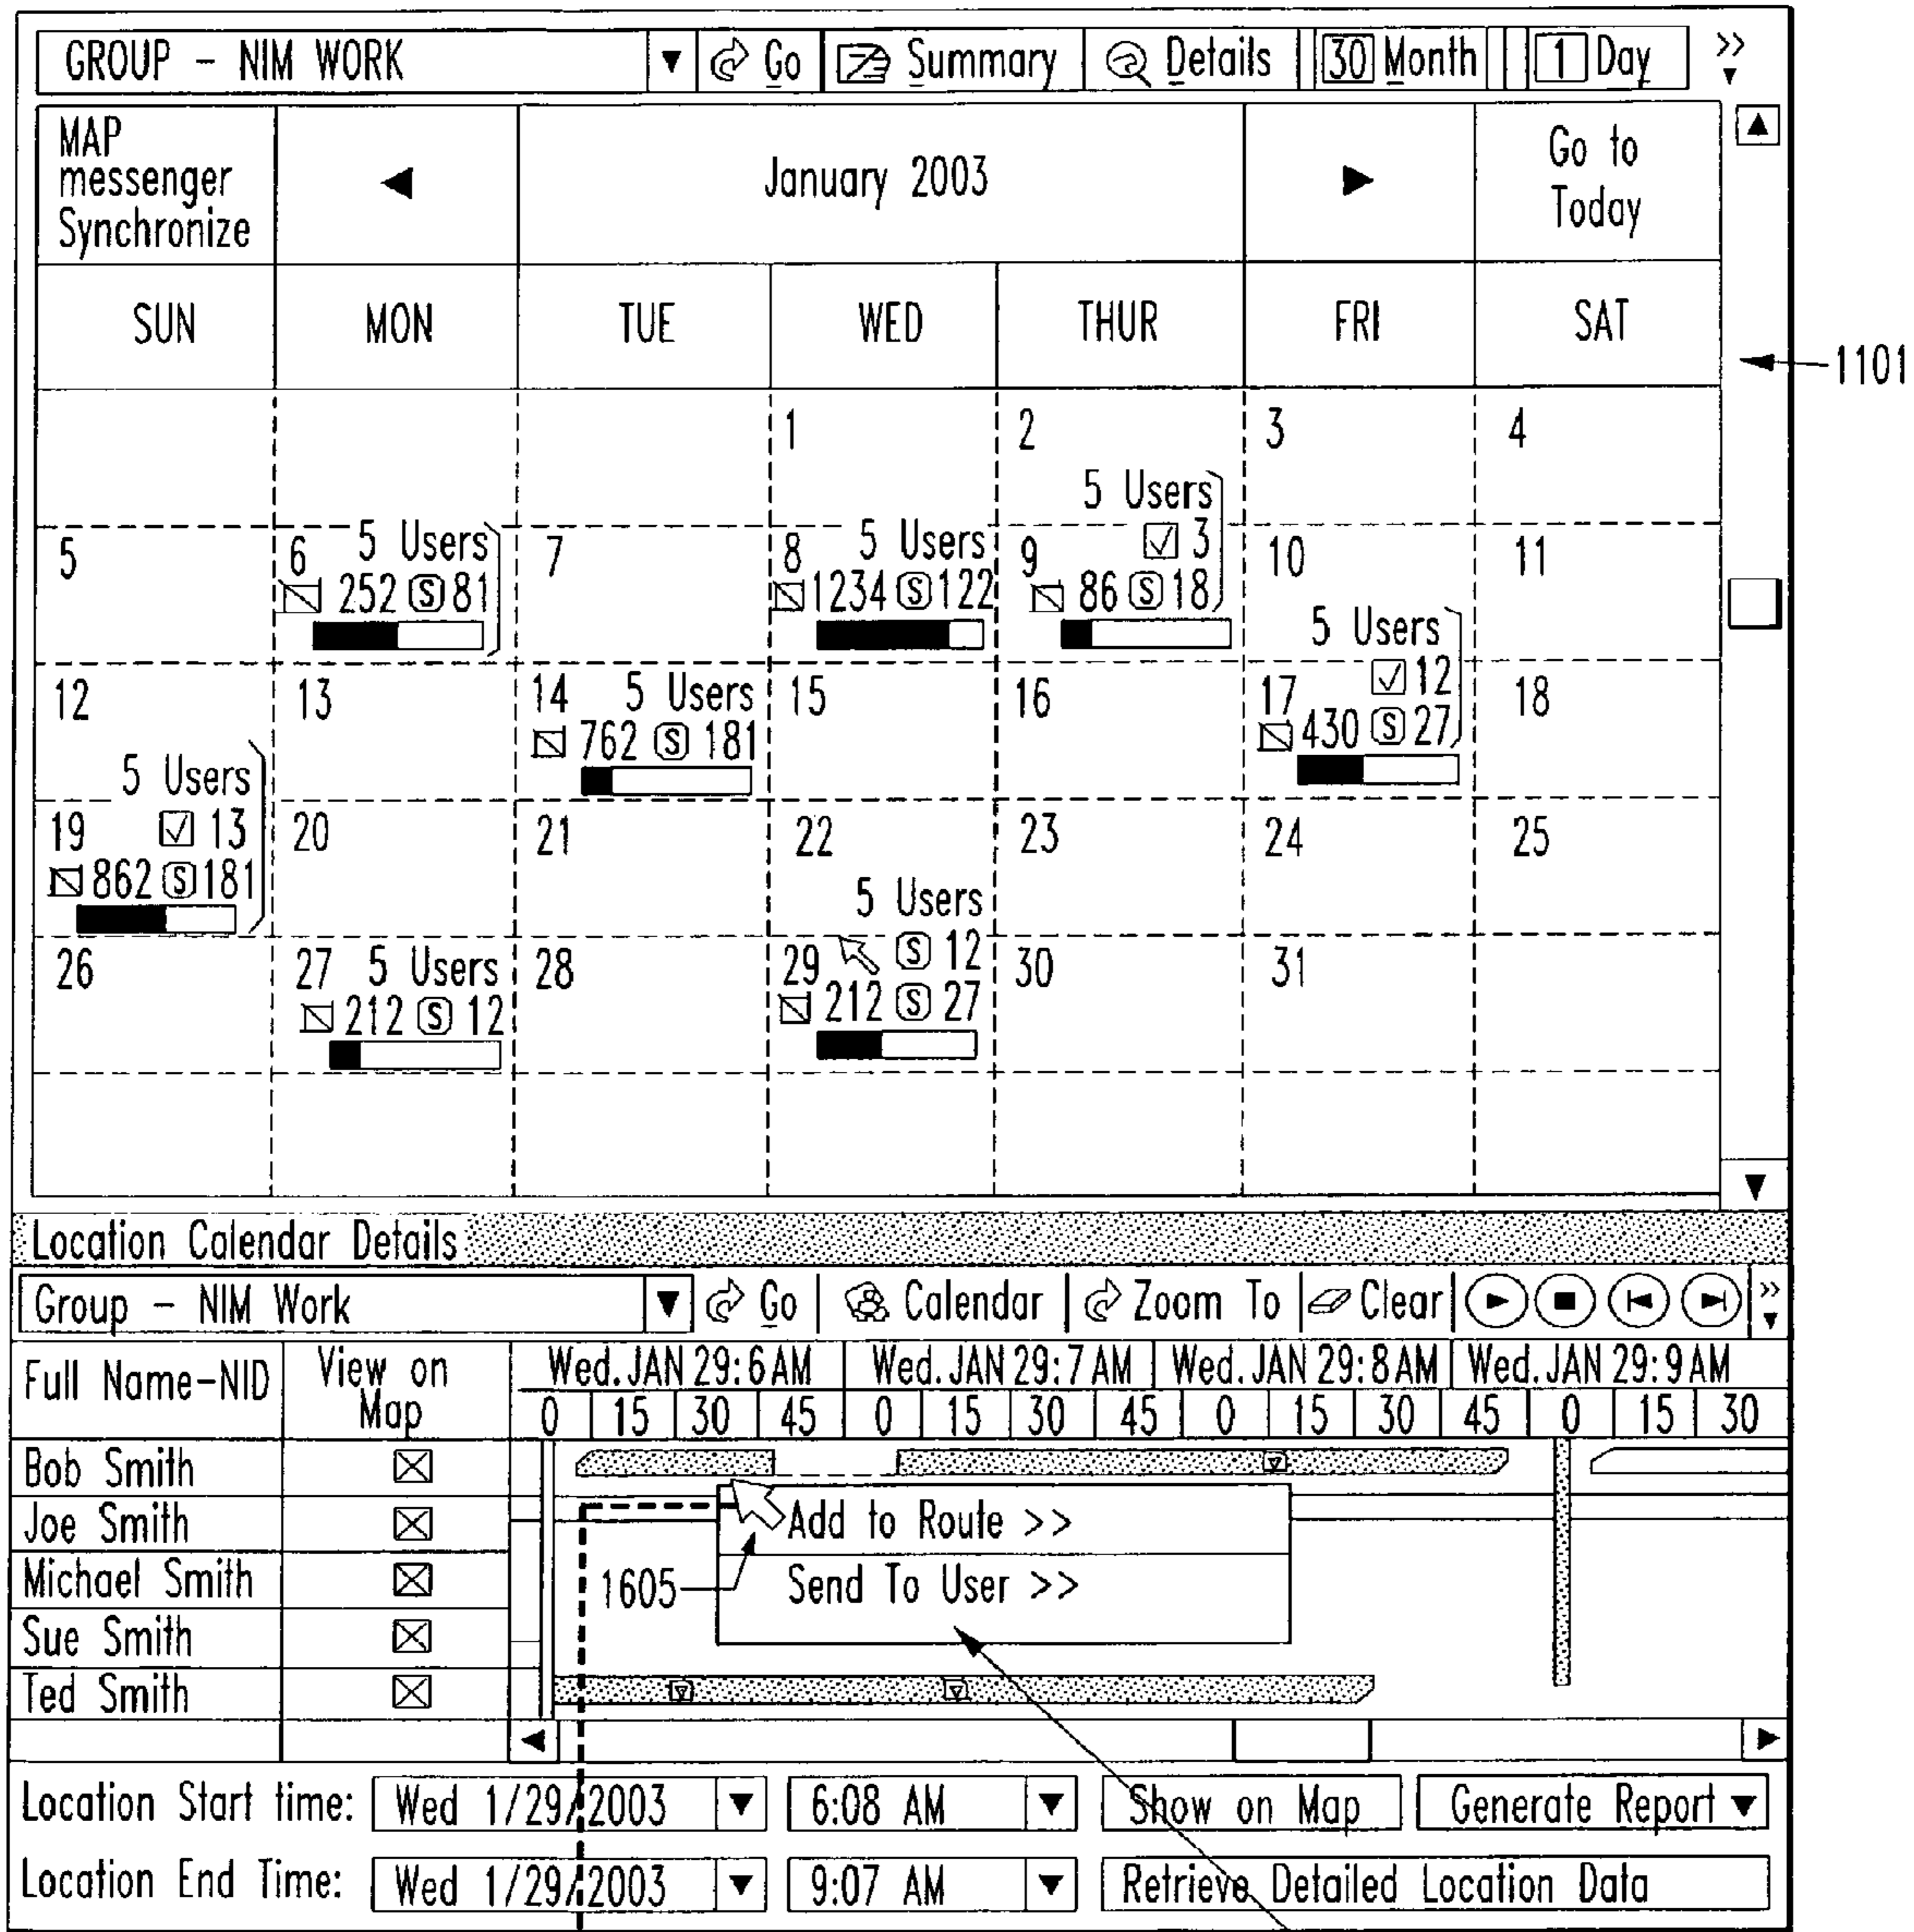 GROUP – NIM WORK Go Summary Details 30 Month 1 Day >>
MAP messenger Synchronize
January 2003
Go to Today
SUN MON TUE WED THUR FRI SAT
1101
1 2 3 4
5 Users
5 6 5 Users 7 8 5 Users 9 3 10 11
252 S 81 1234 S 122 86 S 18
5 Users
12 13 14 5 Users 15 16 17 12 18
762 S 181 430 S 27
5 Users
19 13 20 21 22 23 24 25
862 S 181
5 Users
26 27 5 Users 28 29 S 12 30 31
212 S 12 212 S 27
Location Calendar Details
Group – NIM Work Go Calendar Zoom To Clear >>
Full Name–NID View on Map Wed. JAN 29: 6 AM Wed. JAN 29: 7 AM Wed. JAN 29: 8 AM Wed. JAN 29: 9 AM
0 15 30 45 0 15 30 45 0 15 30 45 0 15 30
Bob Smith
Joe Smith
Add to Route >>
Michael Smith
1605
Send To User >>
Sue Smith
Ted Smith
Location Start time: Wed 1/29/2003 6:08 AM Show on Map Generate Report
Location End Time: Wed 1/29/2003 9:07 AM Retrieve Detailed Location Data